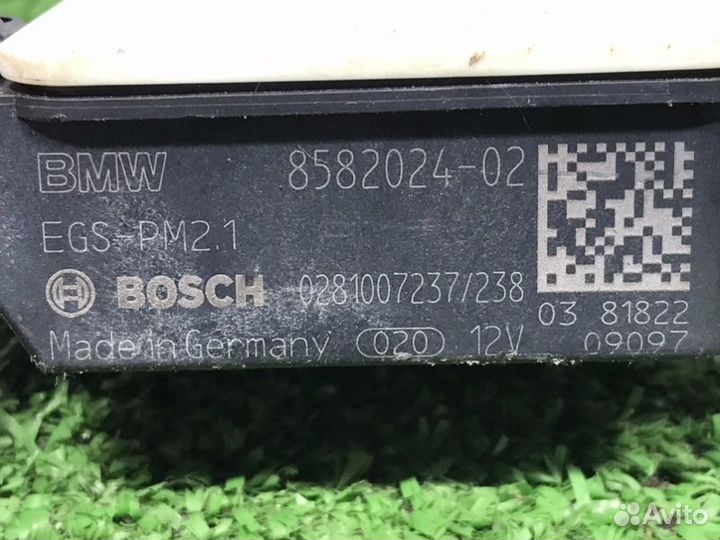 BMW 8582024-02
EGS-PM2.1
BOSCH 0281007237/238
03 81822
Made in Germany 020 12V 09097
Avito